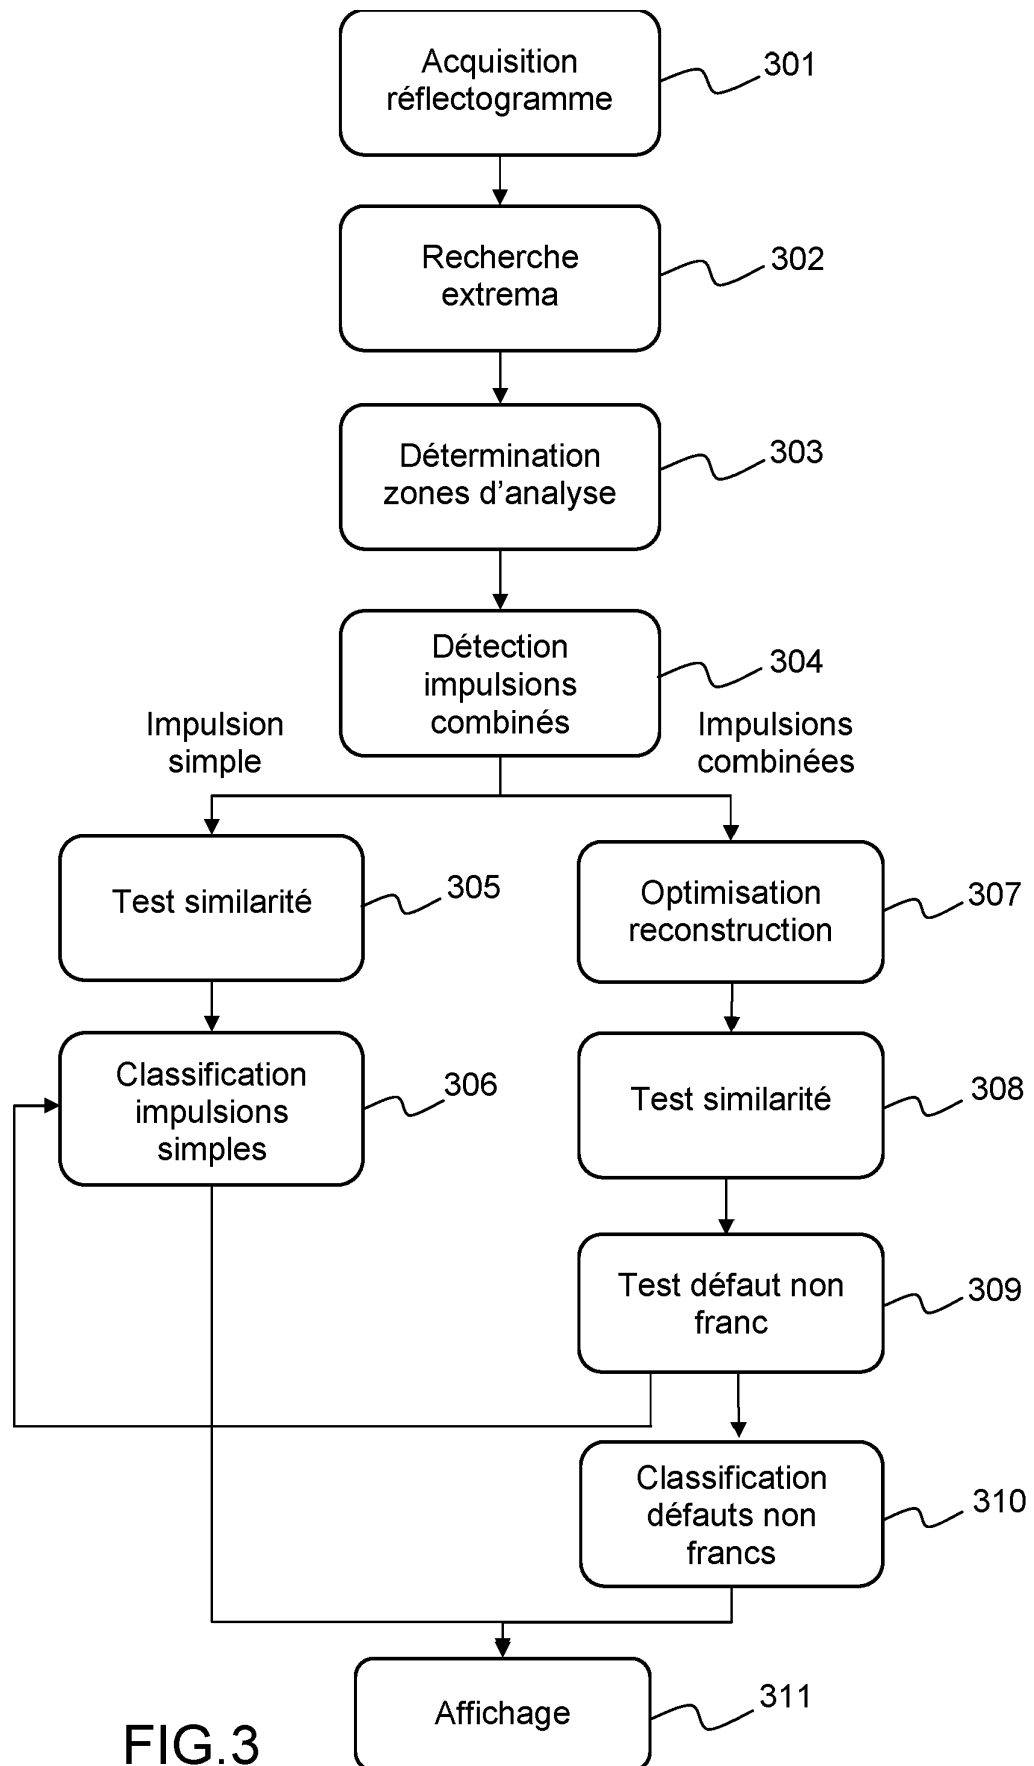 Acquisition
réflectogramme
301
Recherche
extrema
302
Détermination
zones d'analyse
303
Détection
impulsions
combinés
304
Impulsion
simple
Impulsions
combinées
Test similarité
305
Optimisation
reconstruction
307
Classification
impulsions
simples
306
Test similarité
308
Test défaut non
franc
309
Classification
défauts non
francs
310
Affichage
311
FIG.3